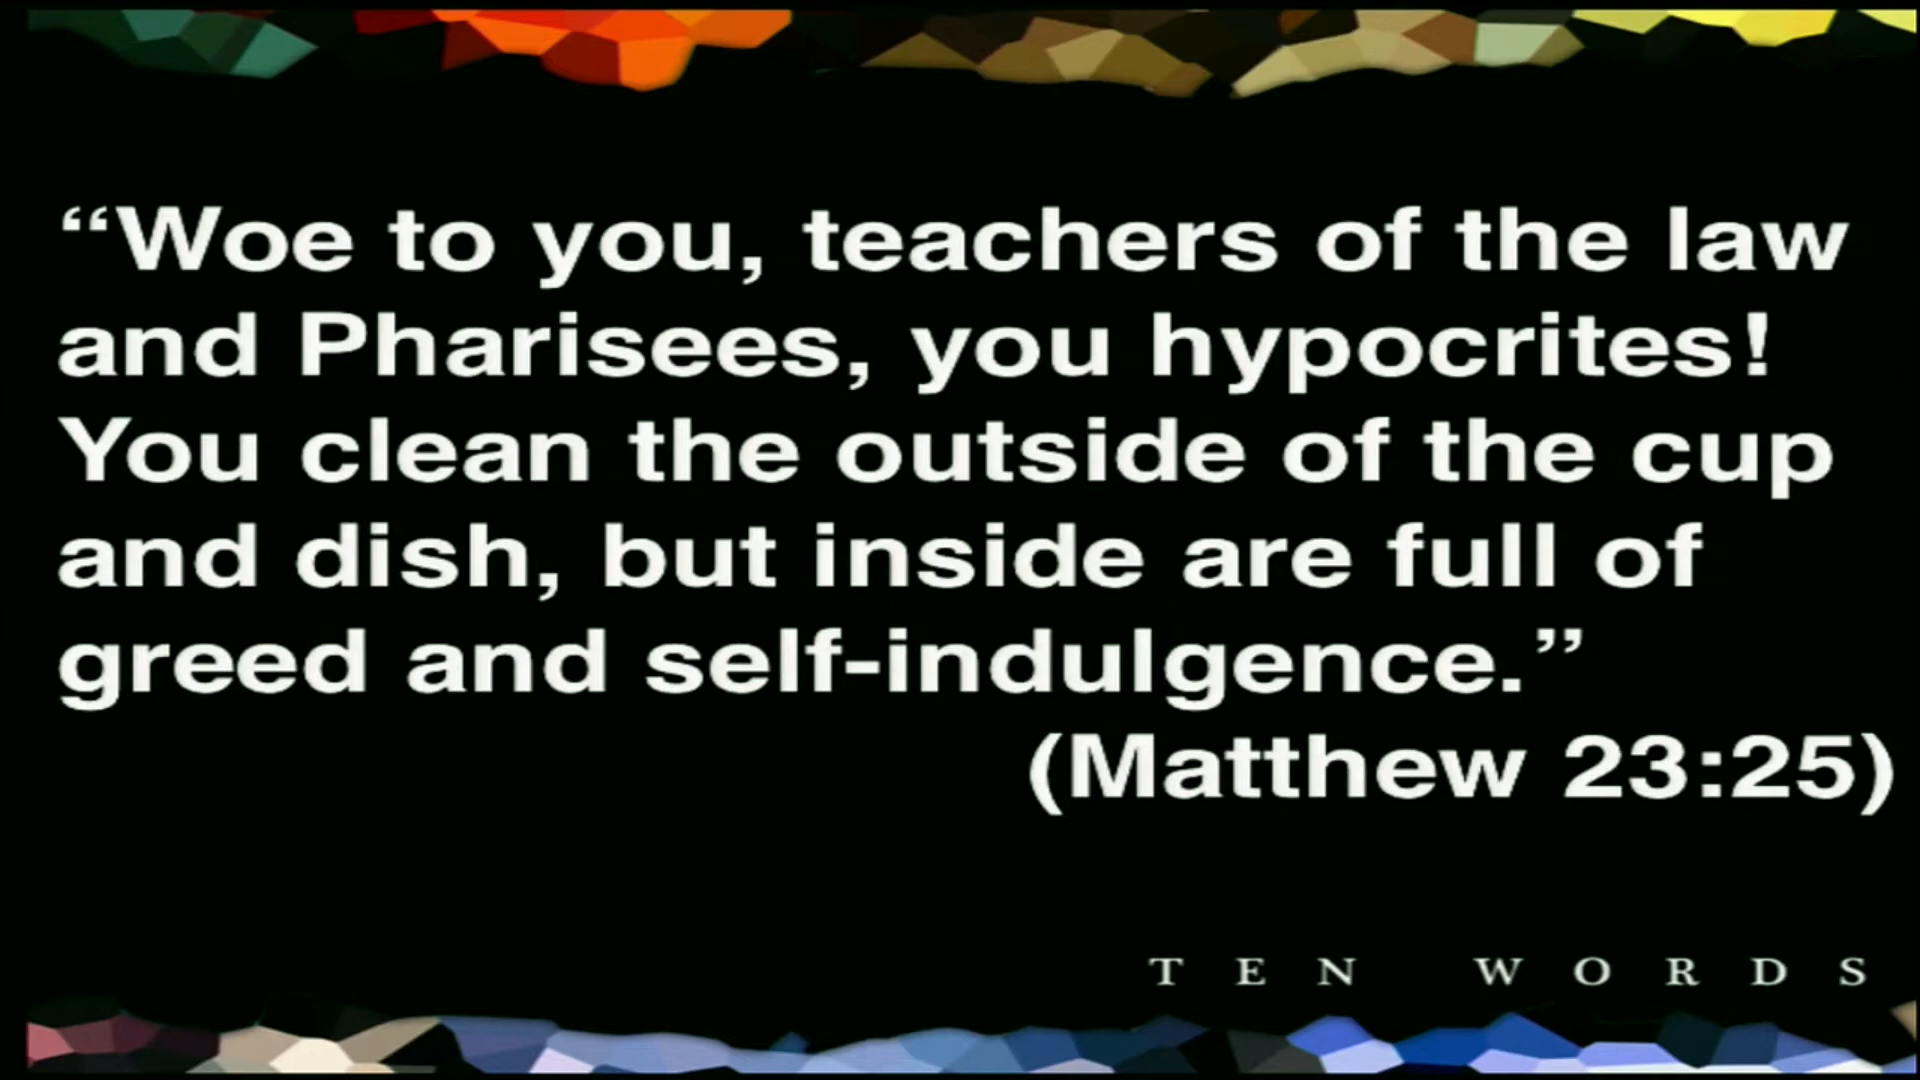 “Woe to you, teachers of the law
and Pharisees, you hypocrites!
You clean the outside of the cup
and dish, but inside are full of
greed and self-indulgence.”
(Matthew 23:25)
TEN WORDS